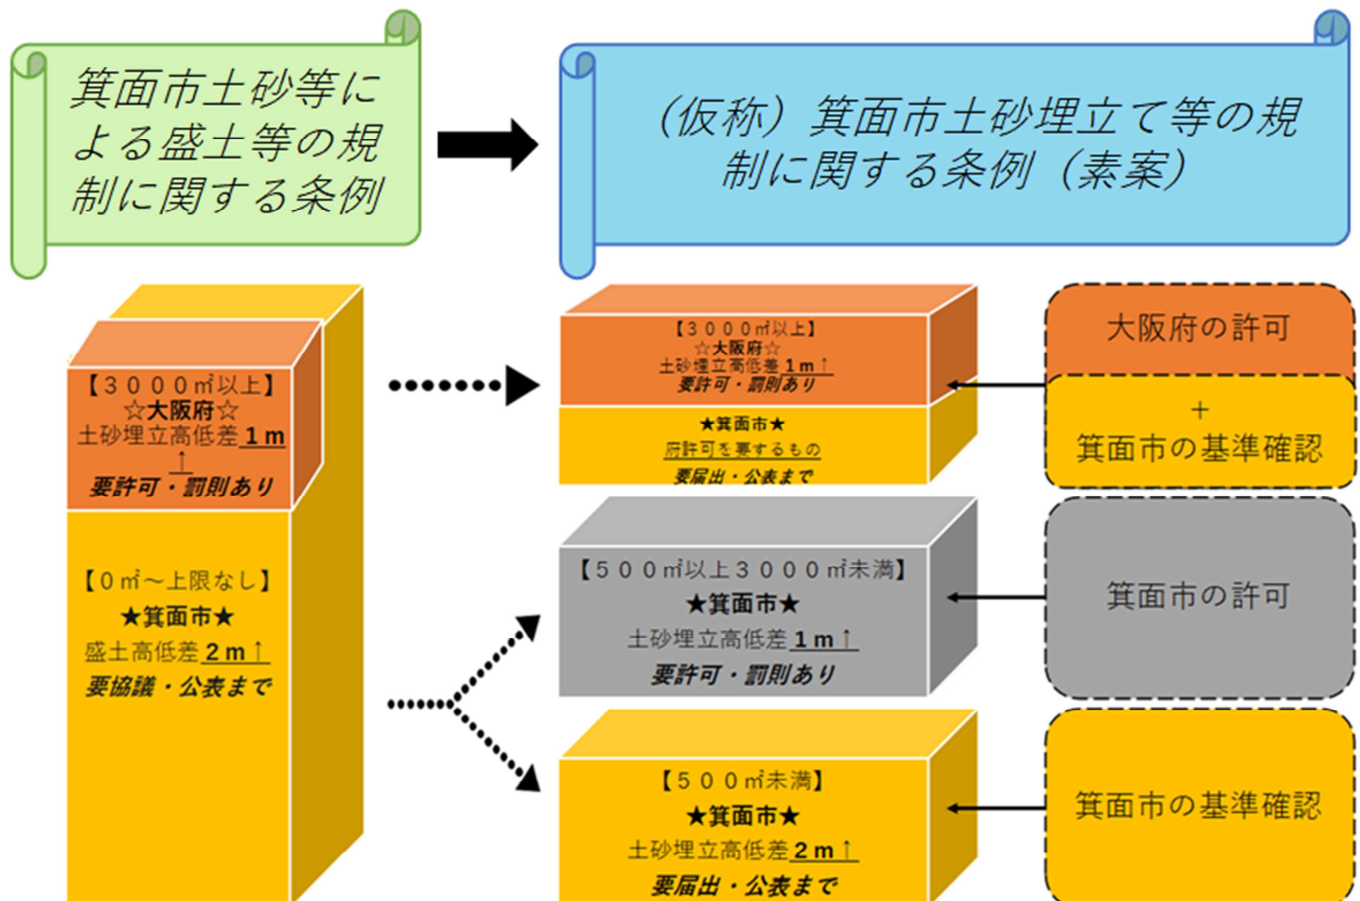 箕面市土砂等に
よる盛土等の規
制に関する条例
（仮称）箕面市土砂埋立て等の規
制に関する条例（素案）
【３０００㎡以上】
☆大阪府☆
土砂埋立高低差１ｍ
↑
要許可・罰則あり
【０㎡～上限なし】
★箕面市★
盛土高低差２ｍ↑
要協議・公表まで
【３０００㎡以上】
☆大阪府☆
土砂埋立高低差１ｍ↑
要許可・罰則あり
★箕面市★
府許可を要するもの
要届出・公表まで
大阪府の許可
＋
箕面市の基準確認
【５００㎡以上３０００㎡未満】
★箕面市★
土砂埋立高低差１ｍ↑
要許可・罰則あり
箕面市の許可
【５００㎡未満】
★箕面市★
土砂埋立高低差２ｍ↑
要届出・公表まで
箕面市の基準確認